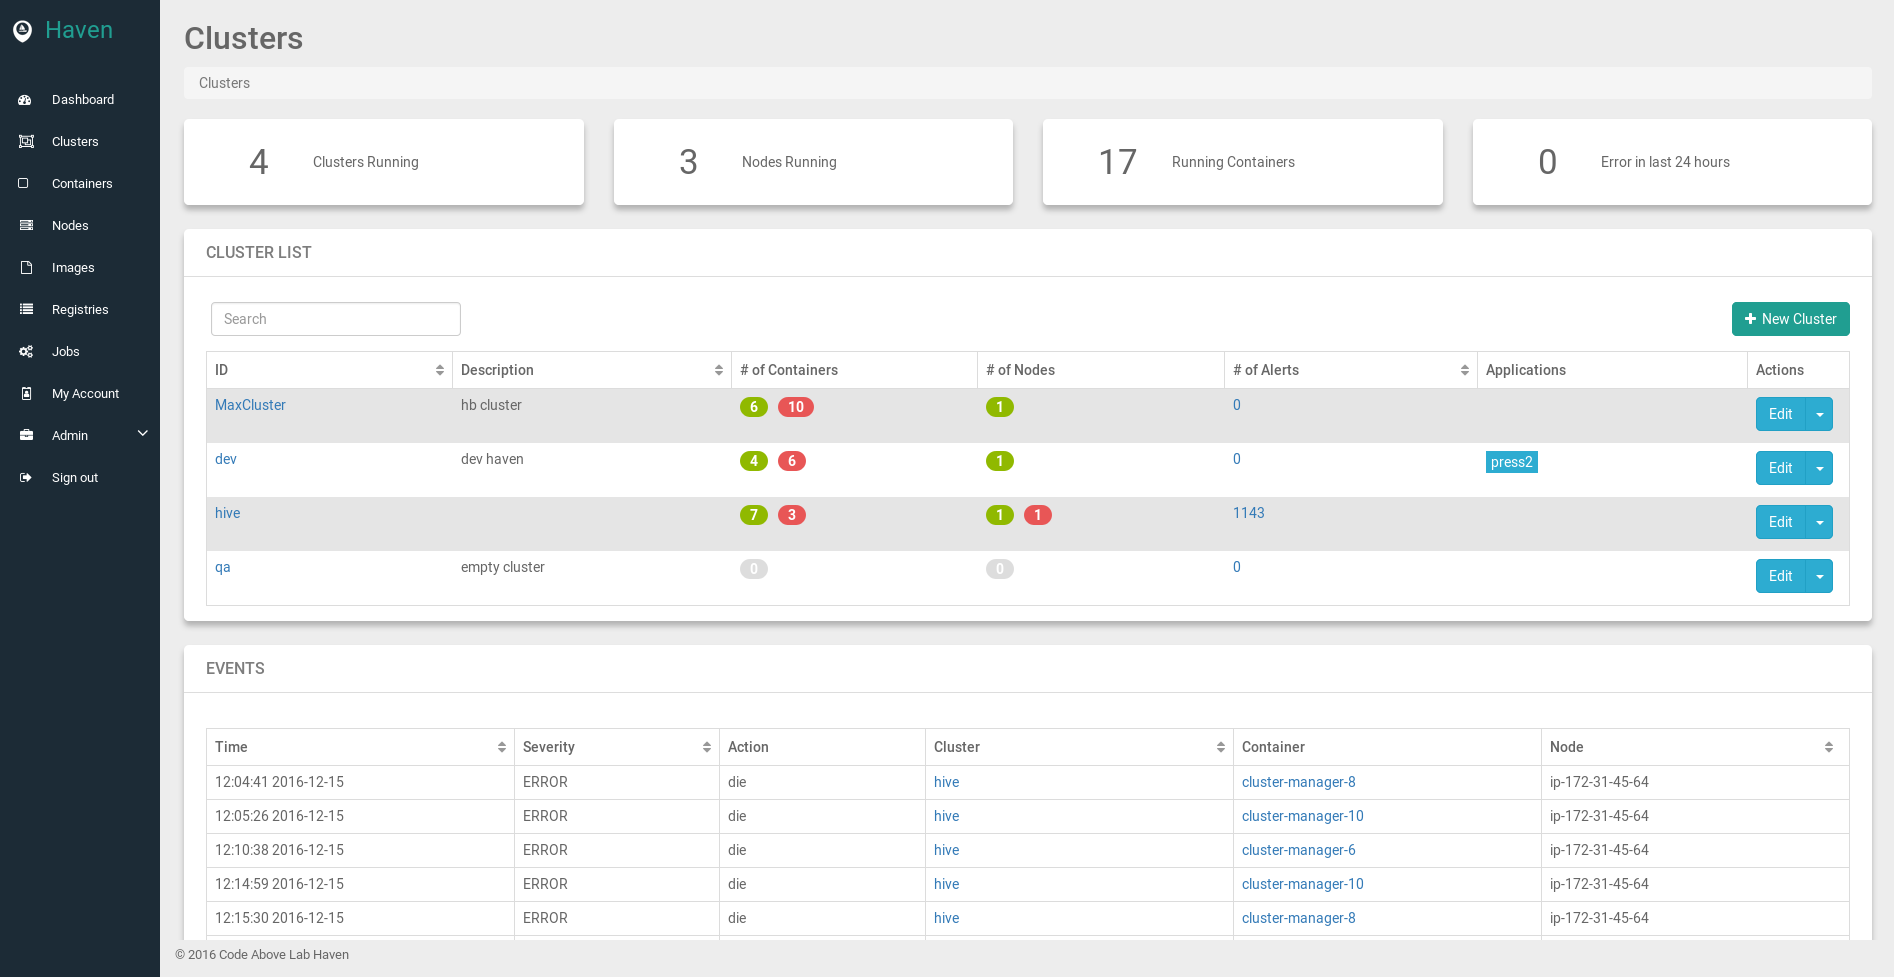 Haven
Dashboard
Clusters
Containers
Nodes
Images
Registries
Jobs
My Account
Admin
Sign out
Clusters
Clusters
4 Clusters Running
3 Nodes Running
17 Running Containers
0 Error in last 24 hours
CLUSTER LIST
Search
New Cluster
ID Description # of Containers # of Nodes # of Alerts Applications Actions
MaxCluster hb cluster 6 10 1 0 Edit
dev dev haven 4 6 1 0 press2 Edit
hive 7 3 1 1 1143 Edit
qa empty cluster 0 0 0 Edit
EVENTS
Time Severity Action Cluster Container Node
12:04:41 2016-12-15 ERROR die hive cluster-manager-8 ip-172-31-45-64
12:05:26 2016-12-15 ERROR die hive cluster-manager-10 ip-172-31-45-64
12:10:38 2016-12-15 ERROR die hive cluster-manager-6 ip-172-31-45-64
12:14:59 2016-12-15 ERROR die hive cluster-manager-10 ip-172-31-45-64
12:15:30 2016-12-15 ERROR die hive cluster-manager-8 ip-172-31-45-64
© 2016 Code Above Lab Haven